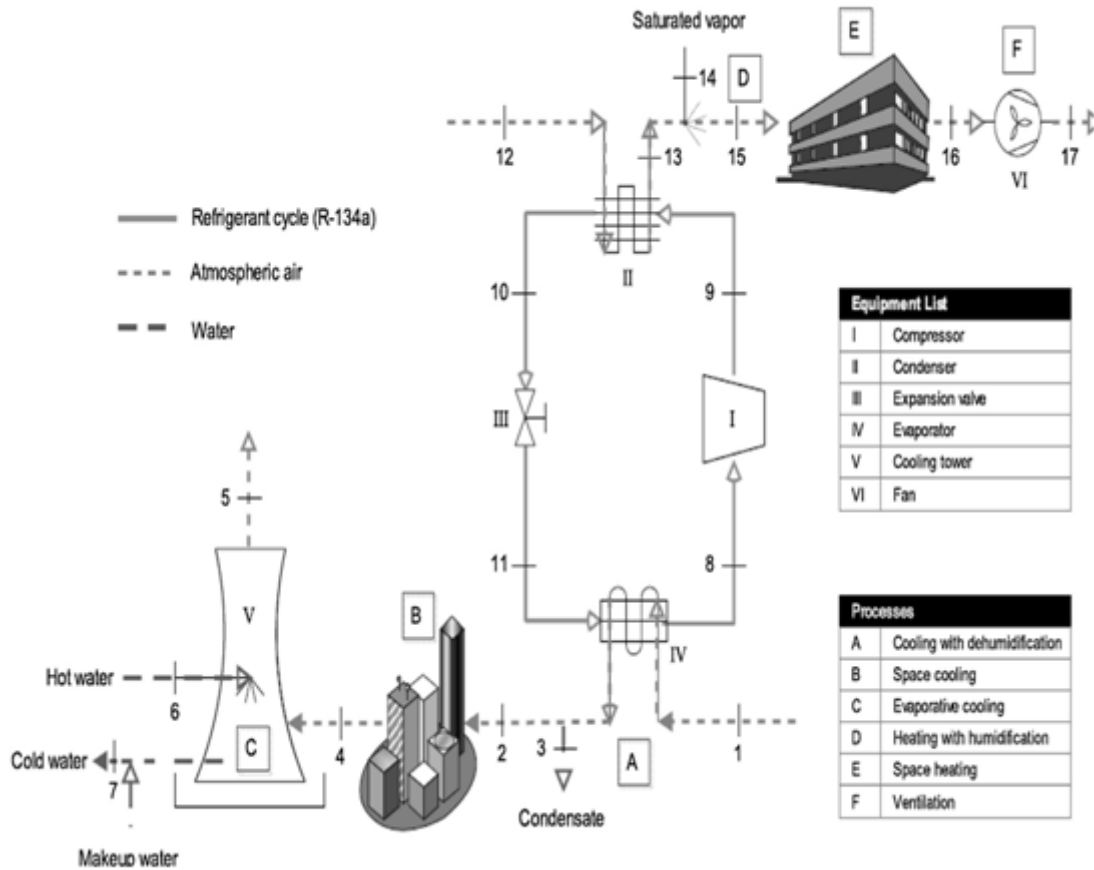 Saturated vapor
E
F
14
D
12
13
15
16
17
VI
Refrigerant cycle (R-134a)
Atmospheric air
Water
II
10
9
III
I
Equipment List
I Compressor
II Condenser
III Expansion valve
IV Evaporator
V Cooling tower
VI Fan
5
11
8
V
B
IV
Hot water
6
C
Cold water
7
4
2
3
A
1
Condensate
Makeup water
Processes
A Cooling with dehumidification
B Space cooling
C Evaporative cooling
D Heating with humidification
E Space heating
F Ventilation